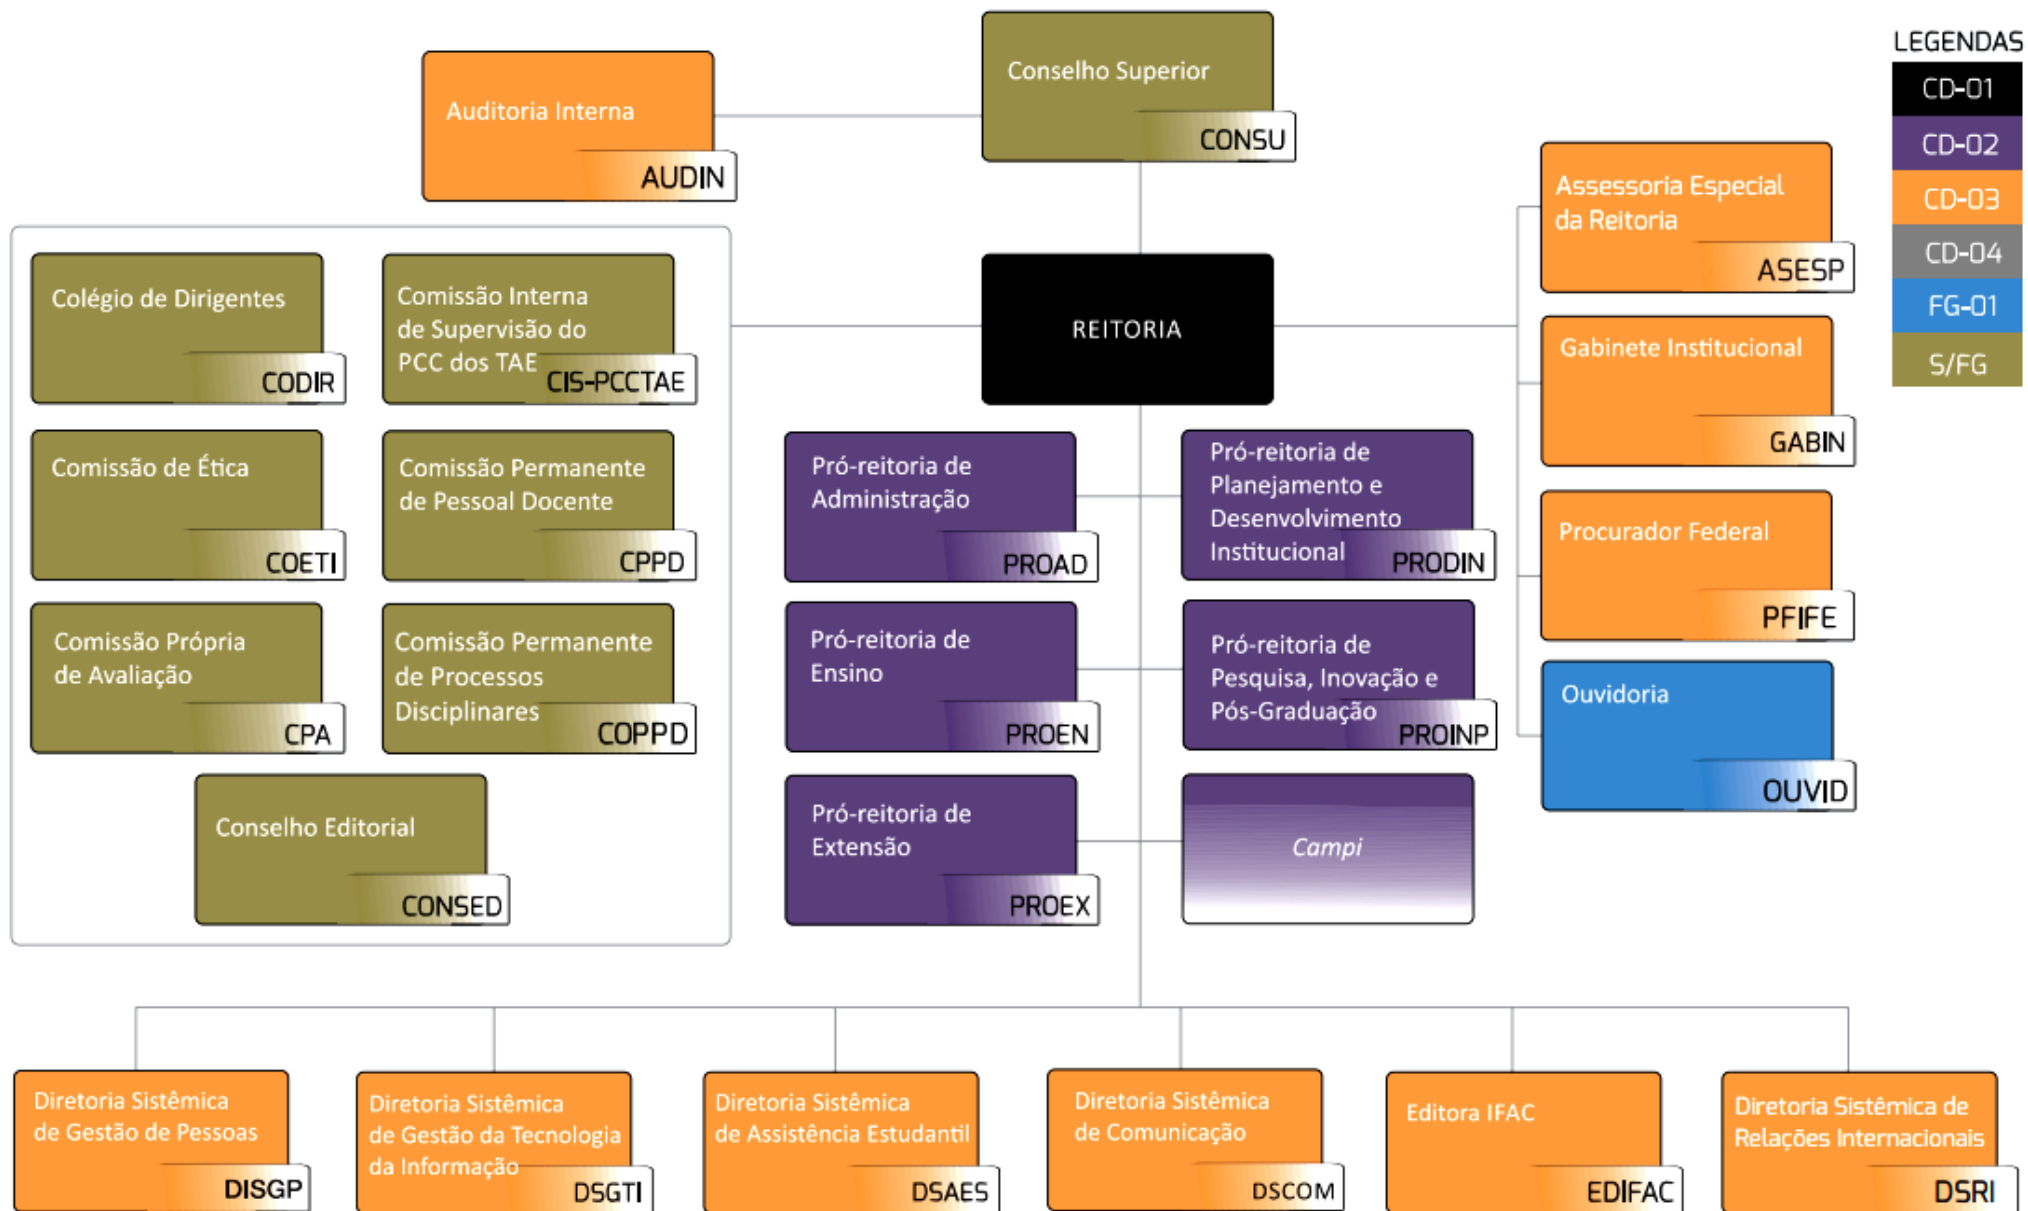 Auditoria Interna
AUDIN
Conselho Superior
CONSU
LEGENDAS
CD-01
CD-02
CD-03
CD-04
FG-01
S/FG
Colégio de Dirigentes
CODIR
Comissão Interna
de Supervisão do
PCC dos TAE
CIS-PCCTAE
Comissão de Ética
COETI
Comissão Permanente
de Pessoal Docente
CPPD
Comissão Própria
de Avaliação
CPA
Comissão Permanente
de Processos
Disciplinares
COPPD
Conselho Editorial
CONSED
REITORIA
Pró-reitoria de
Administração
PROAD
Pró-reitoria de
Planejamento e
Desenvolvimento
Institucional
PRODIN
Pró-reitoria de
Ensino
PROEN
Pró-reitoria de
Pesquisa, Inovação e
Pós-Graduação
PROINP
Pró-reitoria de
Extensão
PROEX
Campi
Assessoria Especial
da Reitoria
ASESP
Gabinete Institucional
GABIN
Procurador Federal
PFIFE
Ouvidoria
OUVID
Diretoria Sistêmica
de Gestão de Pessoas
DISGP
Diretoria Sistêmica
de Gestão da Tecnologia
da Informação
DSGTI
Diretoria Sistêmica
de Assistência Estudantil
DSAES
Diretoria Sistêmica
de Comunicação
DSCOM
Editora IFAC
EDIFAC
Diretoria Sistêmica de
Relações Internacionais
DSRI